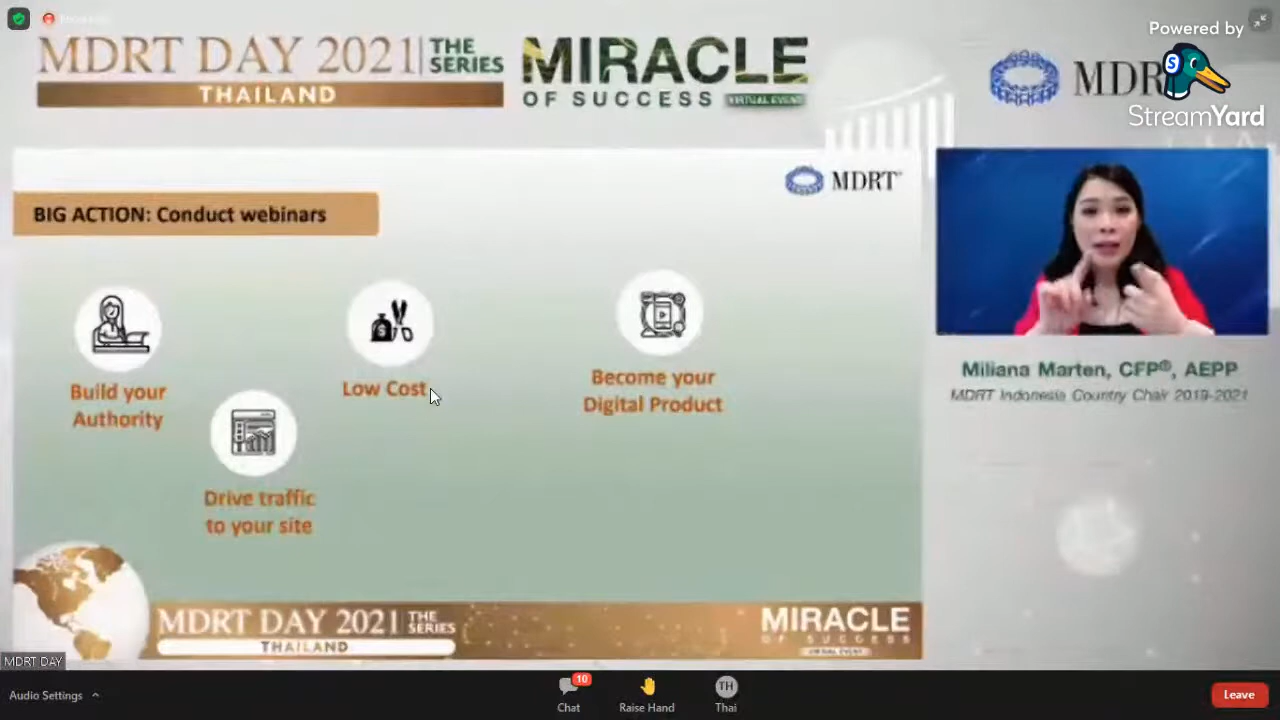 MDRT DAY 2021
THE SERIES
THAILAND
MIRACLE
OF SUCCESS VIRTUAL EVENT
MDRT
Powered by
StreamYard
MDRT
BIG ACTION: Conduct webinars
Build your
Authority
Low Cost
Become your
Digital Product
Drive traffic
to your site
Miliana Marten, CFP®, AEPP
MDRT Indonesia Country Chair 2019-2021
MDRT DAY 2021
THE SERIES
THAILAND
MIRACLE
OF SUCCESS
VIRTUAL EVENT
MDRT DAY
Audio Settings
10
Chat
Raise Hand
TH
Thai
Leave